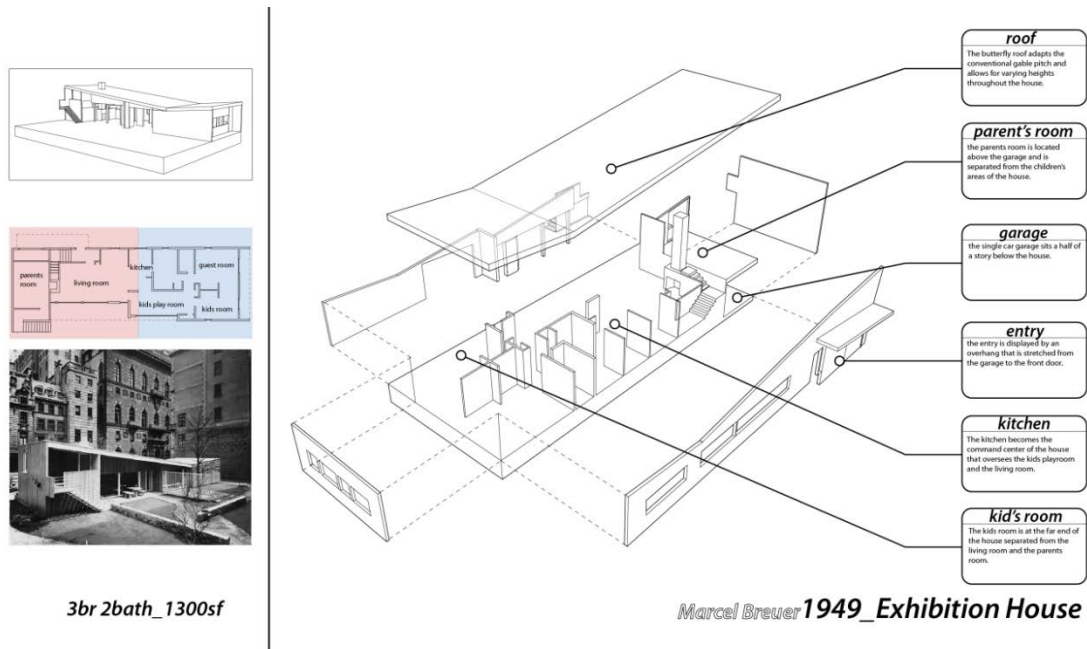 parents
room
living room
kitchen
guest room
kids play room
kids room
3br 2bath_1300sf
roof
The butterfly roof adapts the
conventional gable pitch and
allows for varying heights
throughout the house.
parent's room
the parents room is located
above the garage and is
separated from the children's
areas of the house.
garage
the single car garage sits a half of
a story below the house.
entry
the entry is displayed by an
overhang that is stretched from
the garage to the front door.
kitchen
The kitchen becomes the
command center of the house
that oversees the kids playroom
and the living room.
kid's room
The kids room is at the far end of
the house separated from the
living room and the parents
room.
Marcel Breuer 1949_Exhibition House